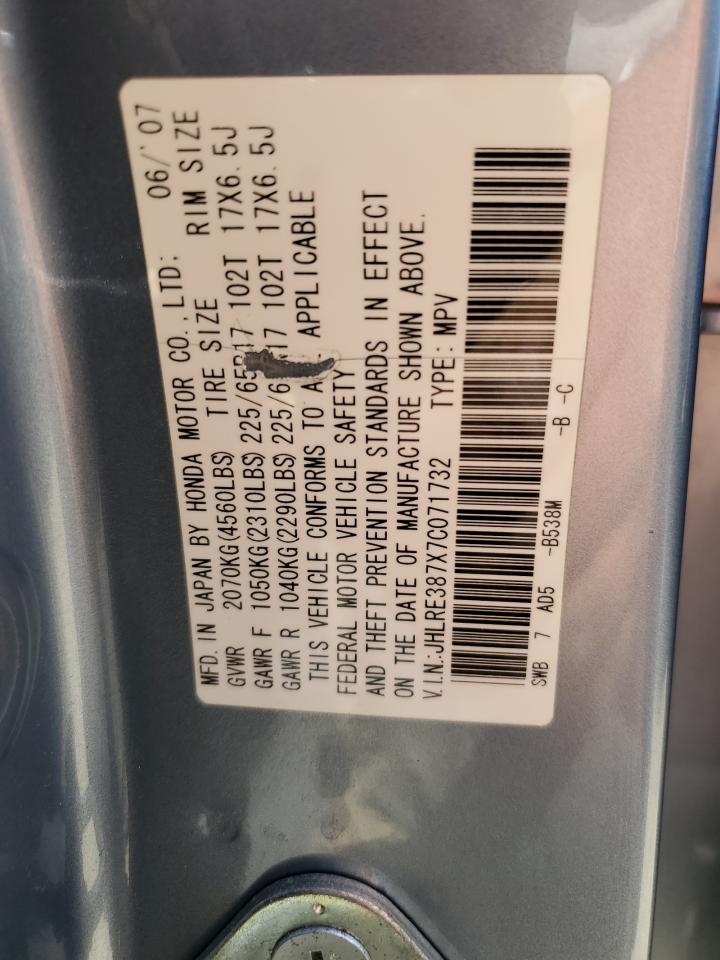 MFD. IN JAPAN BY HONDA MOTOR CO., LTD: 06/'07
GVWR 2070KG(4560LBS) TIRE SIZE RIM SIZE
GAWR F 1050KG(2310LBS) 225/65R17 102T 17X6. 5J
GAWR R 1040KG(2290LBS) 225/6 17 102T 17X6. 5J
THIS VEHICLE CONFORMS TO APPLICABLE
FEDERAL MOTOR VEHICLE SAFETY
AND THEFT PREVENTION STANDARDS IN EFFECT
ON THE DATE OF MANUFACTURE SHOWN ABOVE.
V.I.N.:JHLRE387X7C071732 TYPE : MPV
SWB 7 AD5 -B538M -B -C